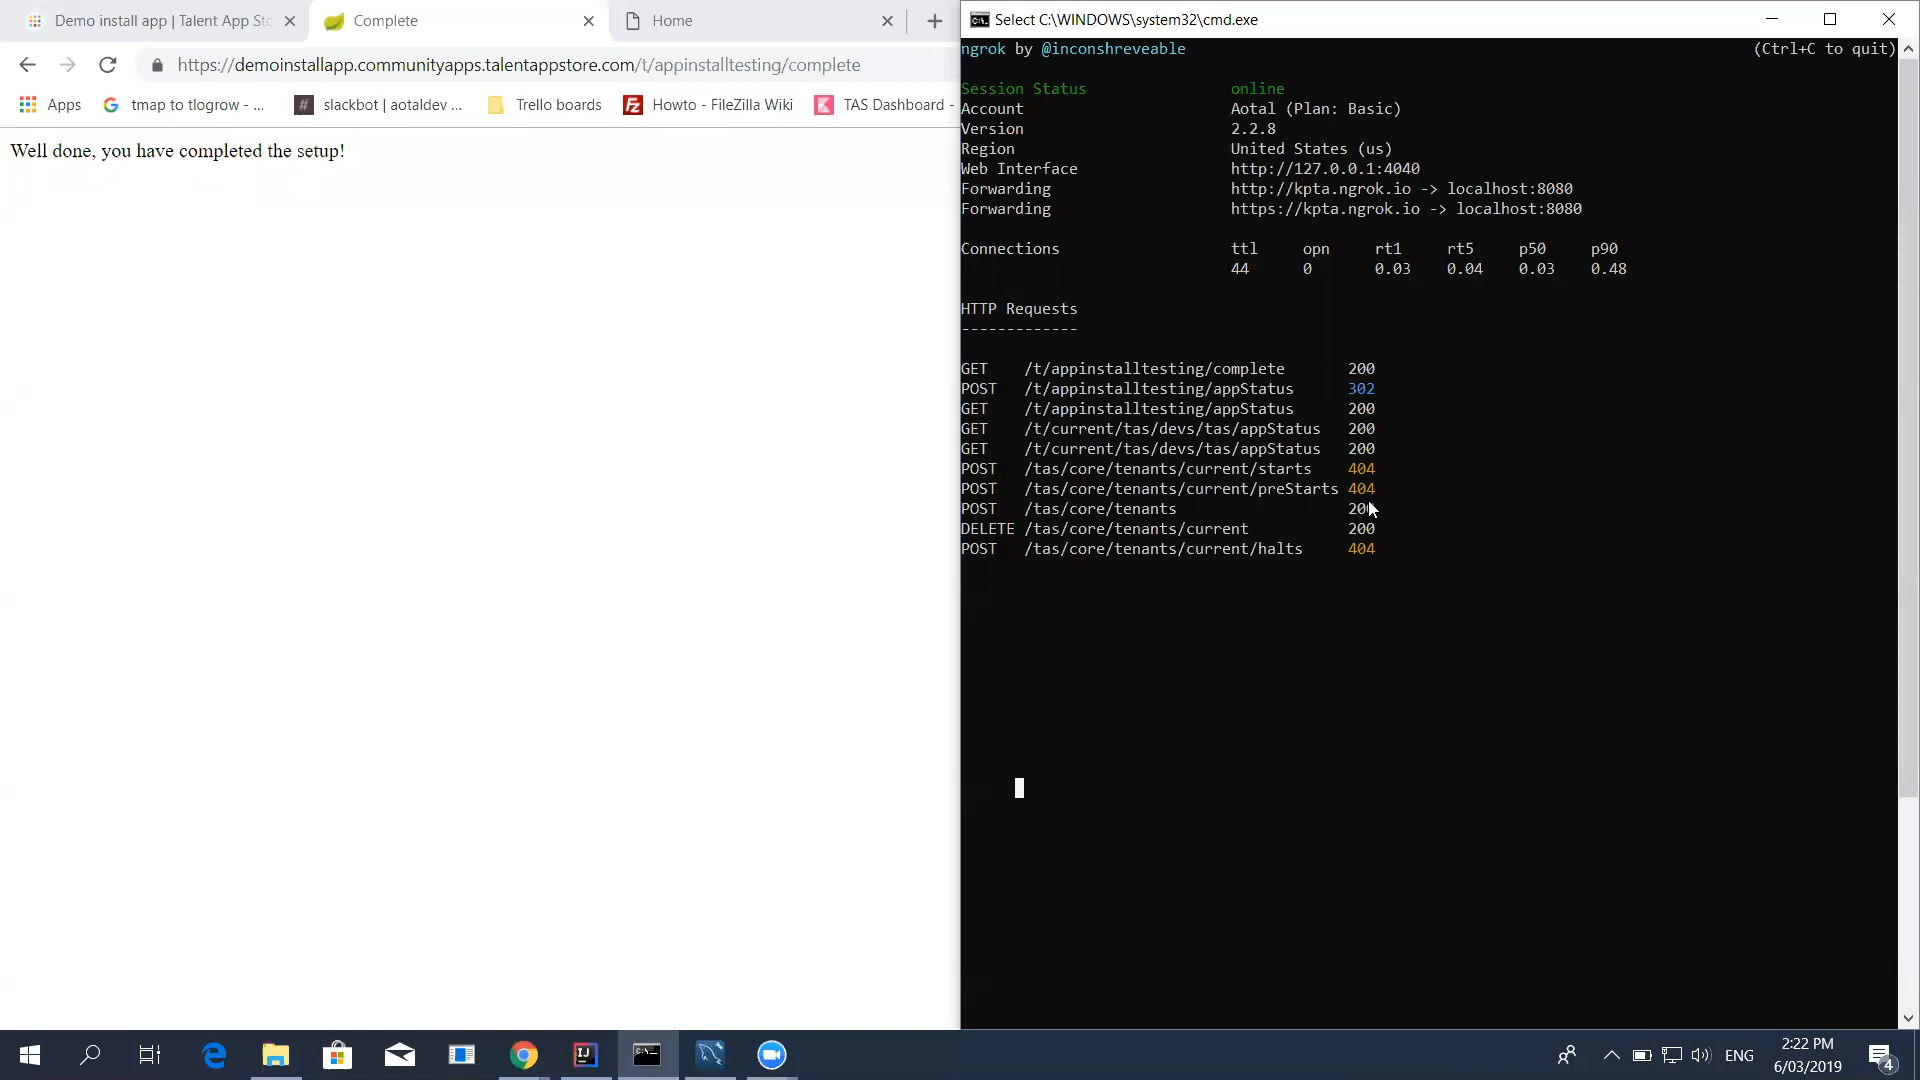 Demo install app | Talent App Sto
Complete
Home
https://demoinstallapp.communityapps.talentappstore.com/t/appinstalltesting/complete
Apps
tmap to tlogrow - ...
slackbot | aotaldev ...
Trello boards
Howto - FileZilla Wiki
TAS Dashboard -
Well done, you have completed the setup!
Select C:\WINDOWS\system32\cmd.exe
ngrok by @inconshreveable (Ctrl+C to quit)
Session Status online
Account Aotal (Plan: Basic)
Version 2.2.8
Region United States (us)
Web Interface http://127.0.0.1:4040
Forwarding http://kpta.ngrok.io -> localhost:8080
Forwarding https://kpta.ngrok.io -> localhost:8080
Connections ttl opn rt1 rt5 p50 p90
44 0 0.03 0.04 0.03 0.48
HTTP Requests
-------------
GET /t/appinstalltesting/complete 200
POST /t/appinstalltesting/appStatus 302
GET /t/appinstalltesting/appStatus 200
GET /t/current/tas/devs/tas/appStatus 200
GET /t/current/tas/devs/tas/appStatus 200
POST /tas/core/tenants/current/starts 404
POST /tas/core/tenants/current/preStarts 404
POST /tas/core/tenants 200
DELETE /tas/core/tenants/current 200
POST /tas/core/tenants/current/halts 404
ENG
2:22 PM
6/03/2019
4